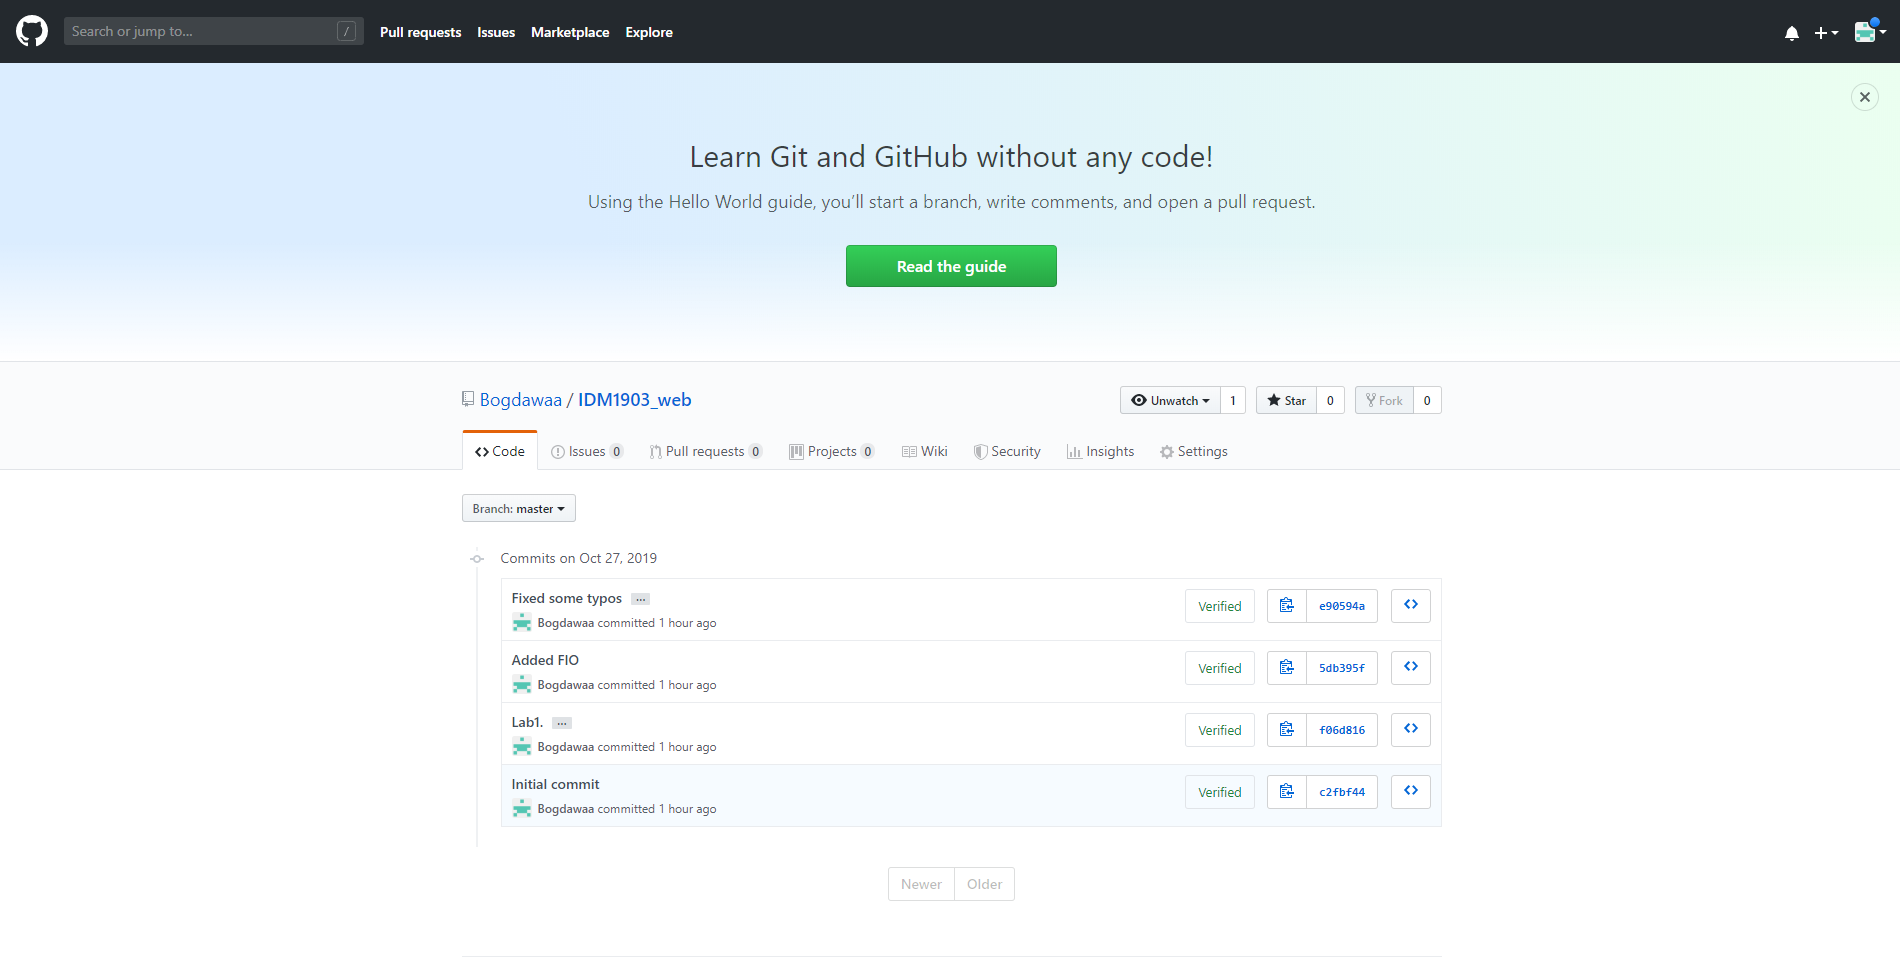 Search or jump to... /
Pull requests Issues Marketplace Explore
Learn Git and GitHub without any code!
Using the Hello World guide, you’ll start a branch, write comments, and open a pull request.
Read the guide
Bogdawaa / IDM1903_web
Unwatch 1 Star 0 Fork 0
Code Issues 0 Pull requests 0 Projects 0 Wiki Security Insights Settings
Branch: master
Commits on Oct 27, 2019
Fixed some typos ...
Bogdawaa committed 1 hour ago
Verified e90594a
Added FIO
Bogdawaa committed 1 hour ago
Verified 5db395f
Lab1. ...
Bogdawaa committed 1 hour ago
Verified f06d816
Initial commit
Bogdawaa committed 1 hour ago
Verified c2fbf44
Newer Older